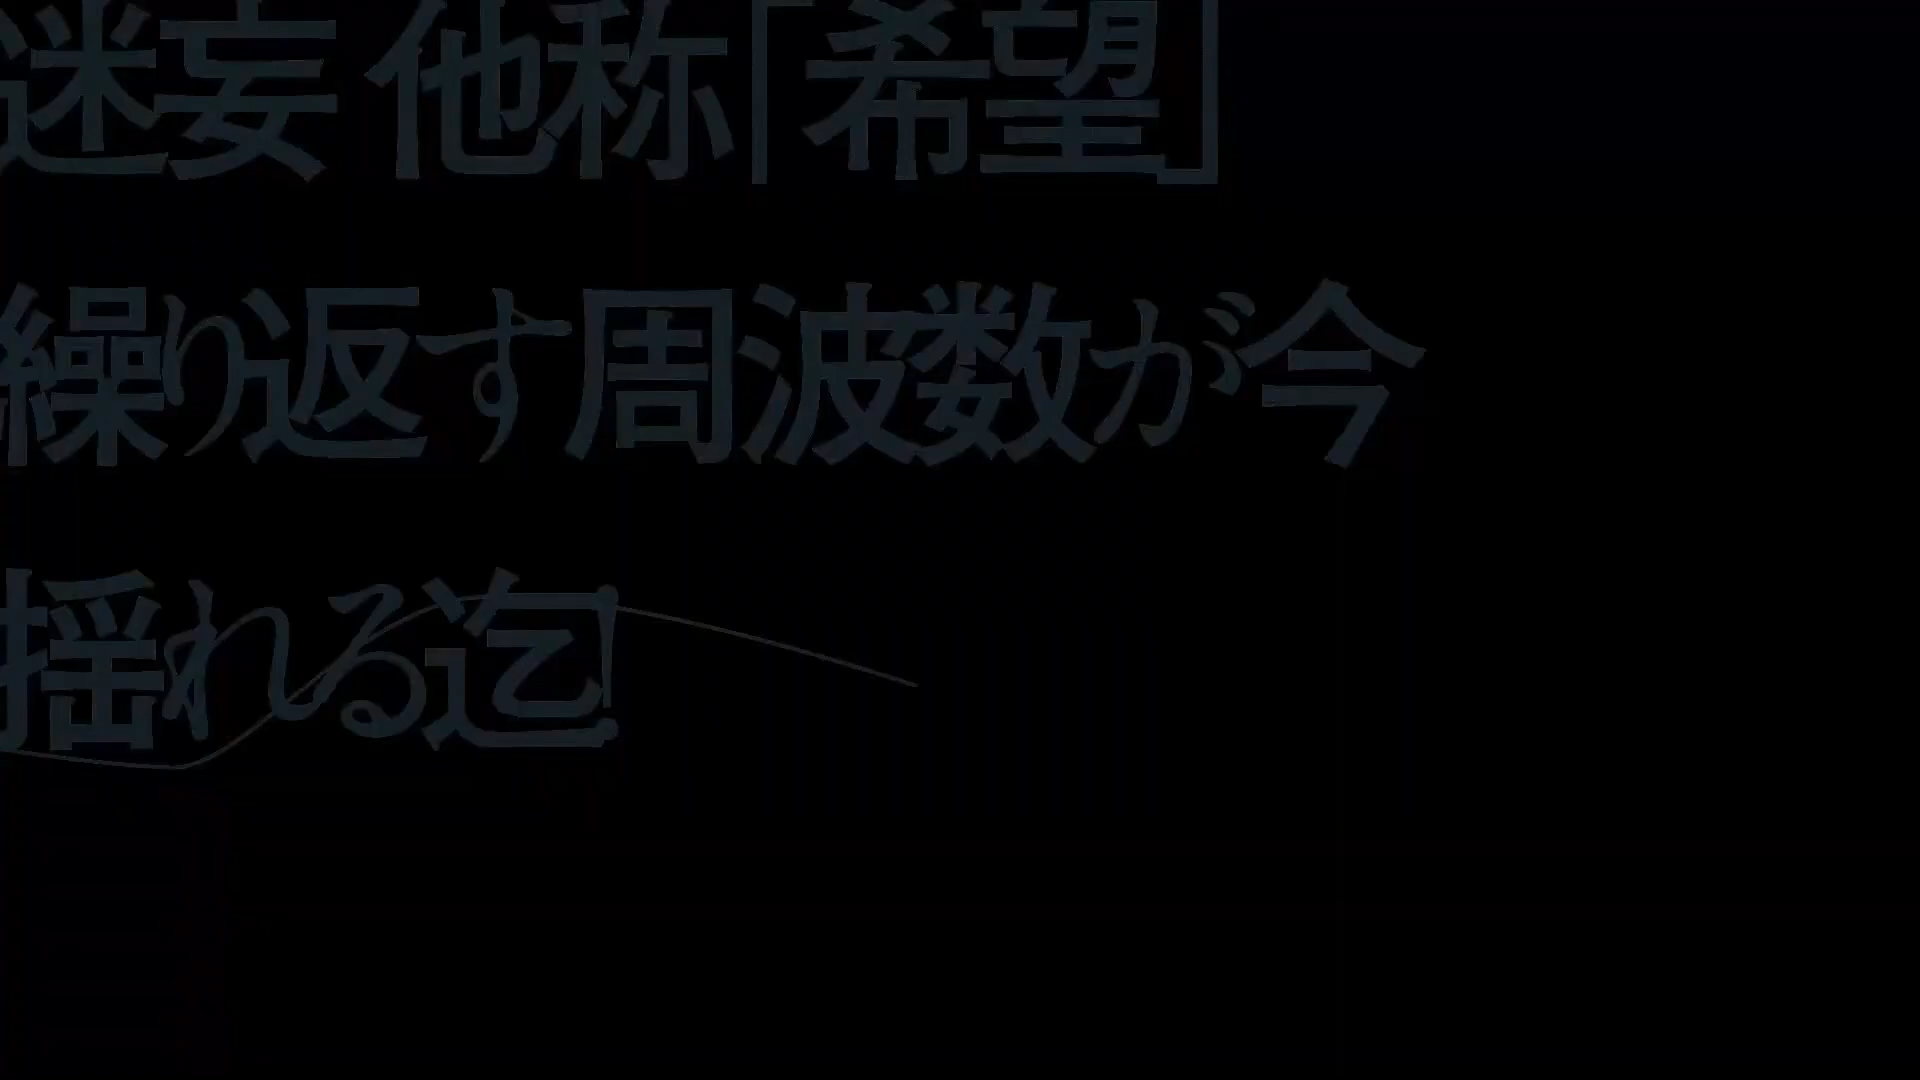 迷妄 他称「希望」
繰り返す周波数が今
揺れる迄!